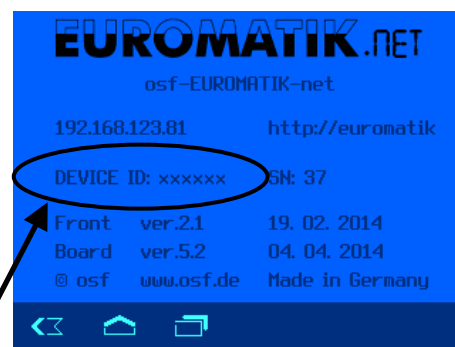 EUROMATIK.NET
osf-EUROMATIK-net
192.168.123.81 http://euromatik
DEVICE ID: xxxxxx SN: 37
Front ver.2.1 19. 02. 2014
Board ver.5.2 04. 04. 2014
© osf www.osf.de Made in Germany